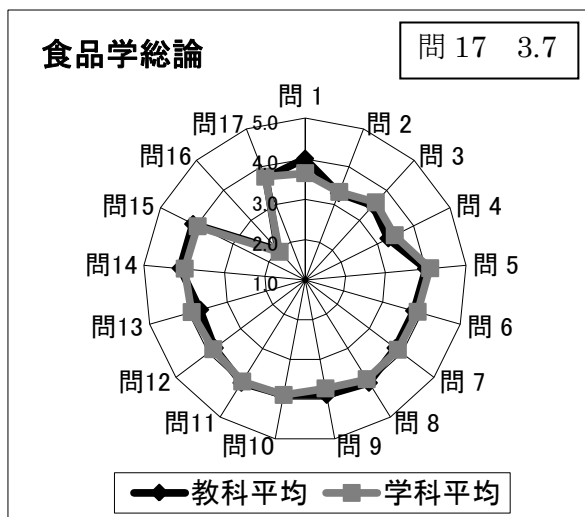 食品学総論
問 17 3.7
問 1
問 2
問 3
問 4
問 5
問 6
問 7
問 8
問 9
問10
問11
問12
問13
問14
問15
問16
問17
5.0
4.0
3.0
2.0
1.0
教科平均 学科平均